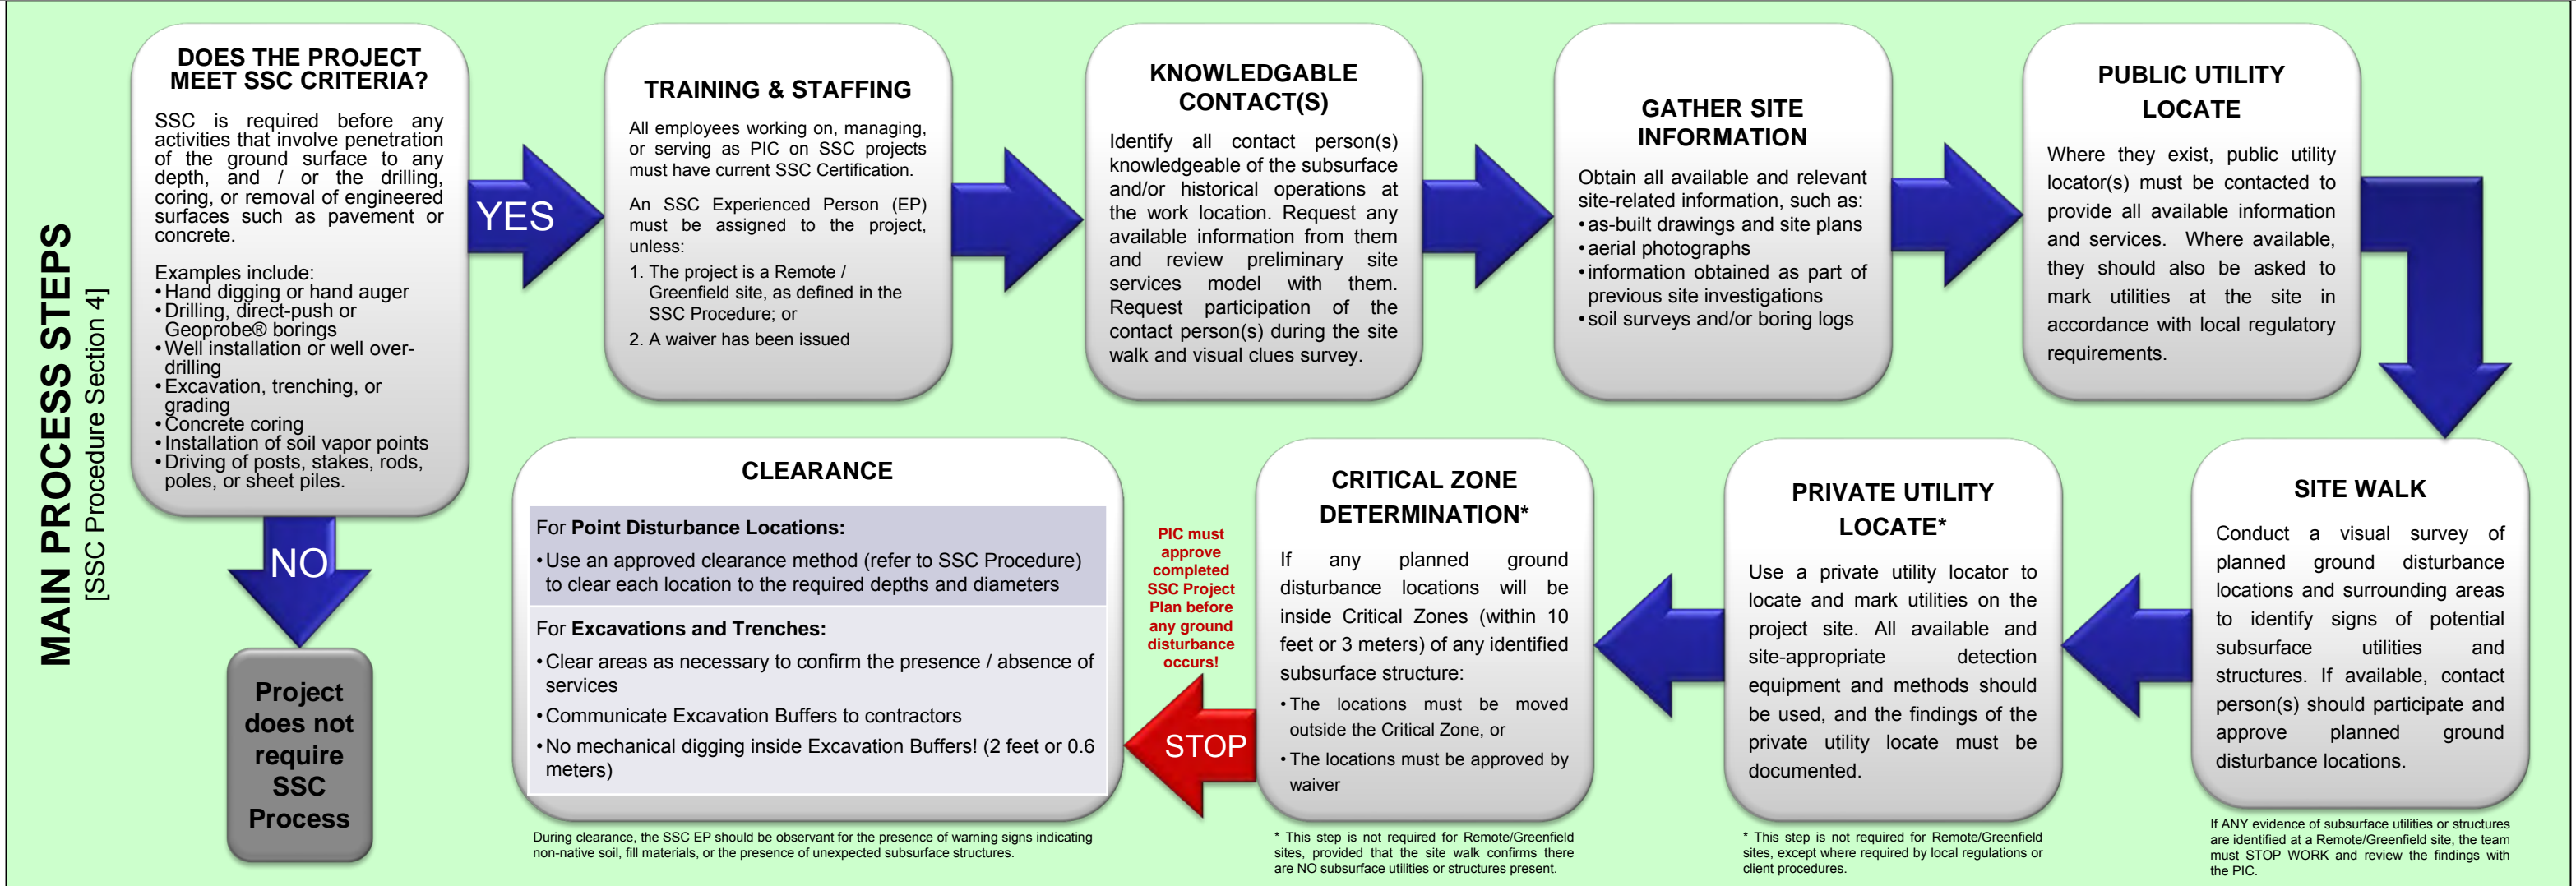 MAIN PROCESS STEPS
[SSC Procedure Section 4]
DOES THE PROJECT
MEET SSC CRITERIA?
SSC is required before any
activities that involve penetration
of the ground surface to any
depth, and / or the drilling,
coring, or removal of engineered
surfaces such as pavement or
concrete.
Examples include:
•Hand digging or hand auger
•Drilling, direct-push or
Geoprobe® borings
•Well installation or well over-
drilling
•Excavation, trenching, or
grading
•Concrete coring
•Installation of soil vapor points
•Driving of posts, stakes, rods,
poles, or sheet piles.
YES
NO
Project
does not
require
SSC
Process
TRAINING & STAFFING
All employees working on, managing,
or serving as PIC on SSC projects
must have current SSC Certification.
An SSC Experienced Person (EP)
must be assigned to the project,
unless:
1. The project is a Remote /
Greenfield site, as defined in the
SSC Procedure; or
2. A waiver has been issued
KNOWLEDGABLE
CONTACT(S)
Identify all contact person(s)
knowledgeable of the subsurface
and/or historical operations at
the work location. Request any
available information from them
and review preliminary site
services model with them.
Request participation of the
contact person(s) during the site
walk and visual clues survey.
GATHER SITE
INFORMATION
Obtain all available and relevant
site-related information, such as:
•as-built drawings and site plans
•aerial photographs
•information obtained as part of
previous site investigations
•soil surveys and/or boring logs
PUBLIC UTILITY
LOCATE
Where they exist, public utility
locator(s) must be contacted to
provide all available information
and services. Where available,
they should also be asked to
mark utilities at the site in
accordance with local regulatory
requirements.
SITE WALK
Conduct a visual survey of
planned ground disturbance
locations and surrounding areas
to identify signs of potential
subsurface utilities and
structures. If available, contact
person(s) should participate and
approve planned ground
disturbance locations.
If ANY evidence of subsurface utilities or structures
are identified at a Remote/Greenfield site, the team
must STOP WORK and review the findings with
the PIC.
PRIVATE UTILITY
LOCATE*
Use a private utility locator to
locate and mark utilities on the
project site. All available and
site-appropriate detection
equipment and methods should
be used, and the findings of the
private utility locate must be
documented.
* This step is not required for Remote/Greenfield
sites, except where required by local regulations or
client procedures.
CRITICAL ZONE
DETERMINATION*
If any planned ground
disturbance locations will be
inside Critical Zones (within 10
feet or 3 meters) of any identified
subsurface structure:
•The locations must be moved
outside the Critical Zone, or
•The locations must be approved by
waiver
* This step is not required for Remote/Greenfield
sites, provided that the site walk confirms there
are NO subsurface utilities or structures present.
PIC must
approve
completed
SSC Project
Plan before
any ground
disturbance
occurs!
STOP
CLEARANCE
For Point Disturbance Locations:
•Use an approved clearance method (refer to SSC Procedure)
to clear each location to the required depths and diameters
For Excavations and Trenches:
•Clear areas as necessary to confirm the presence / absence of
services
•Communicate Excavation Buffers to contractors
•No mechanical digging inside Excavation Buffers! (2 feet or 0.6
meters)
During clearance, the SSC EP should be observant for the presence of warning signs indicating
non-native soil, fill materials, or the presence of unexpected subsurface structures.